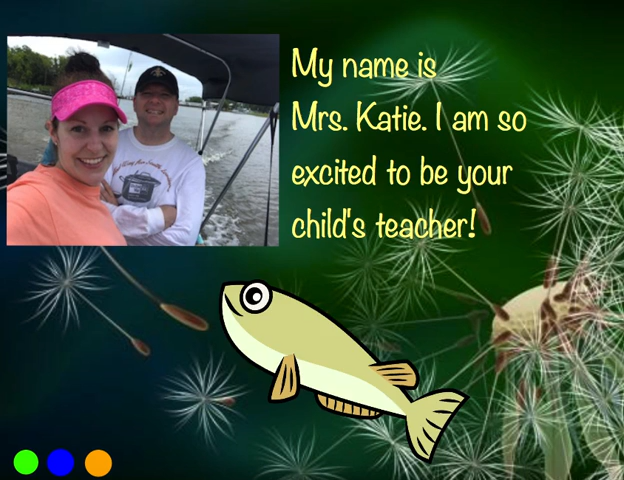 My name is
Mrs. Katie. I am so
excited to be your
child's teacher!